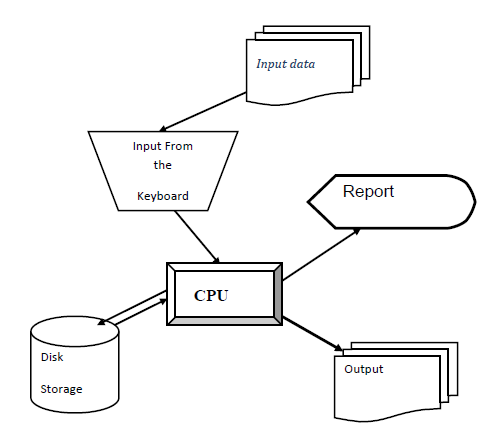 Input data
Input From
the
Keyboard
Report
CPU
Disk
Storage
Output